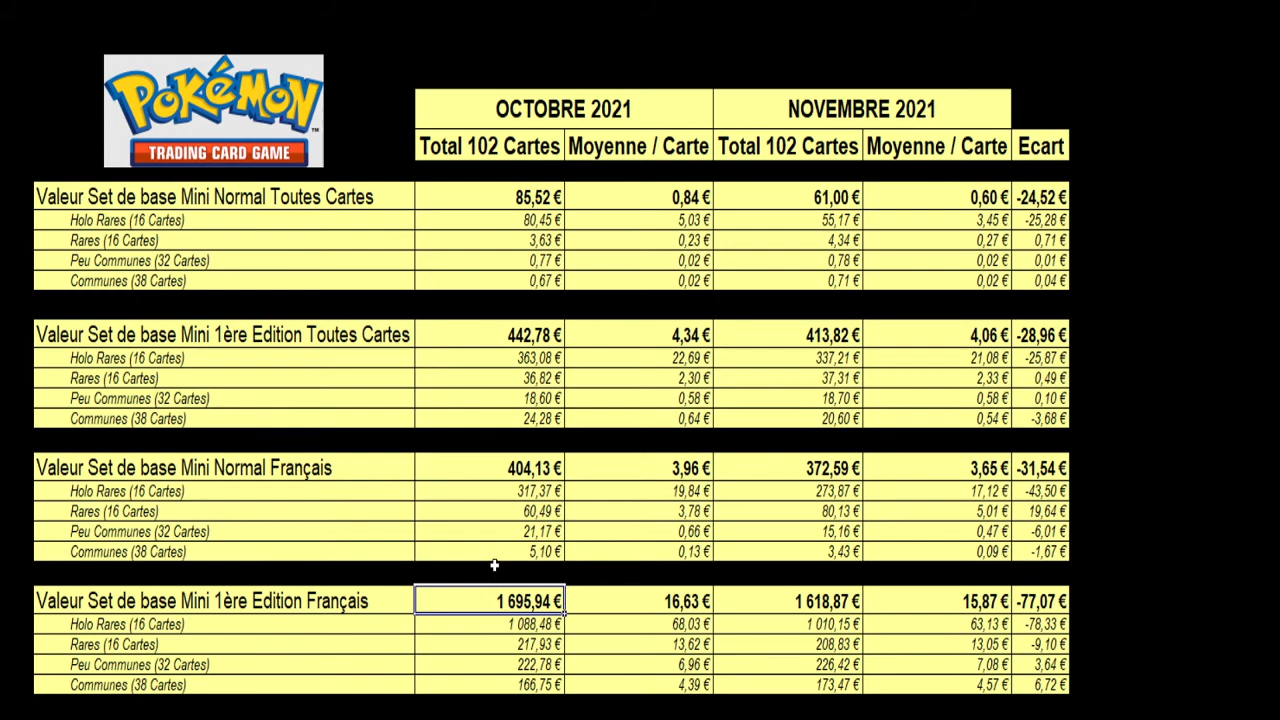 POKéMON™
TRADING CARD GAME
OCTOBRE 2021 NOVEMBRE 2021
Total 102 Cartes Moyenne / Carte Total 102 Cartes Moyenne / Carte Ecart
Valeur Set de base Mini Normal Toutes Cartes 85,52 € 0,84 € 61,00 € 0,60 € -24,52 €
Holo Rares (16 Cartes) 80,45 € 5,03 € 55,17 € 3,45 € -25,28 €
Rares (16 Cartes) 3,63 € 0,23 € 4,34 € 0,27 € 0,71 €
Peu Communes (32 Cartes) 0,77 € 0,02 € 0,78 € 0,02 € 0,01 €
Communes (38 Cartes) 0,67 € 0,02 € 0,71 € 0,02 € 0,04 €
Valeur Set de base Mini 1ère Edition Toutes Cartes 442,78 € 4,34 € 413,82 € 4,06 € -28,96 €
Holo Rares (16 Cartes) 363,08 € 22,69 € 337,21 € 21,08 € -25,87 €
Rares (16 Cartes) 36,82 € 2,30 € 37,31 € 2,33 € 0,49 €
Peu Communes (32 Cartes) 18,60 € 0,58 € 18,70 € 0,58 € 0,10 €
Communes (38 Cartes) 24,28 € 0,64 € 20,60 € 0,54 € -3,68 €
Valeur Set de base Mini Normal Français 404,13 € 3,96 € 372,59 € 3,65 € -31,54 €
Holo Rares (16 Cartes) 317,37 € 19,84 € 273,87 € 17,12 € -43,50 €
Rares (16 Cartes) 60,49 € 3,78 € 80,13 € 5,01 € 19,64 €
Peu Communes (32 Cartes) 21,17 € 0,66 € 15,16 € 0,47 € -6,01 €
Communes (38 Cartes) 5,10 € 0,13 € 3,43 € 0,09 € -1,67 €
Valeur Set de base Mini 1ère Edition Français 1 695,94 € 16,63 € 1 618,87 € 15,87 € -77,07 €
Holo Rares (16 Cartes) 1 088,48 € 68,03 € 1 010,15 € 63,13 € -78,33 €
Rares (16 Cartes) 217,93 € 13,62 € 208,83 € 13,05 € -9,10 €
Peu Communes (32 Cartes) 222,78 € 6,96 € 226,42 € 7,08 € 3,64 €
Communes (38 Cartes) 166,75 € 4,39 € 173,47 € 4,57 € 6,72 €